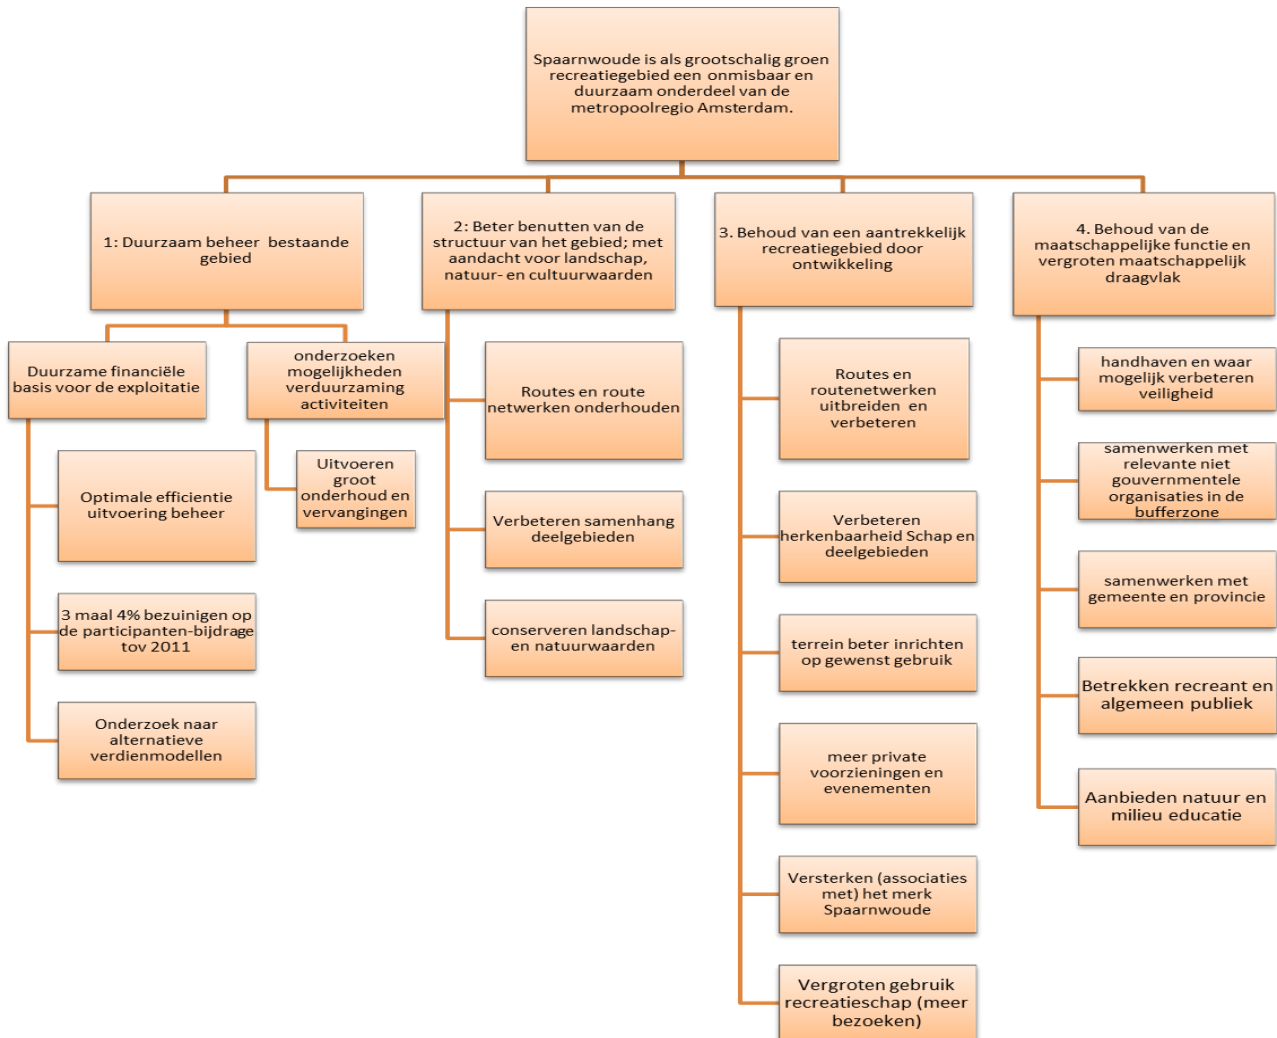 Spaarnwoude is als grootschalig groen
recreatiegebied een onmisbaar en
duurzaam onderdeel van de
metropoolregio Amsterdam.
1: Duurzaam beheer bestaande
gebied
Duurzame financiële
basis voor de exploitatie
Optimale efficientie
uitvoering beheer
3 maal 4% bezuinigen op
de participanten-bijdrage
tov 2011
Onderzoek naar
alternatieve
verdienmodellen
onderzoeken
mogelijkheden
verduurzaming
activiteiten
Uitvoeren
groot
onderhoud en
vervangingen
2: Beter benutten van de
structuur van het gebied; met
aandacht voor landschap,
natuur- en cultuurwaarden
Routes en route
netwerken onderhouden
Verbeteren samenhang
deelgebieden
conserveren landschap-
en natuurwaarden
3. Behoud van een aantrekkelijk
recreatiegebied door
ontwikkeling
Routes en
routenetwerken
uitbreiden en
verbeteren
Verbeteren
herkenbaarheid Schap en
deelgebieden
terrein beter inrichten
op gewenst gebruik
meer private
voorzieningen en
evenementen
Versterken (associaties
met) het merk
Spaarnwoude
Vergroten gebruik
recreatieschap (meer
bezoeken)
4. Behoud van de
maatschappelijke functie en
vergroten maatschappelijk
draagvlak
handhaven en waar
mogelijk verbeteren
veiligheid
samenwerken met
relevante niet
gouvernmentele
organisaties in de
bufferzone
samenwerken met
gemeente en provincie
Betrekken recreant en
algemeen publiek
Aanbieden natuur en
milieu educatie